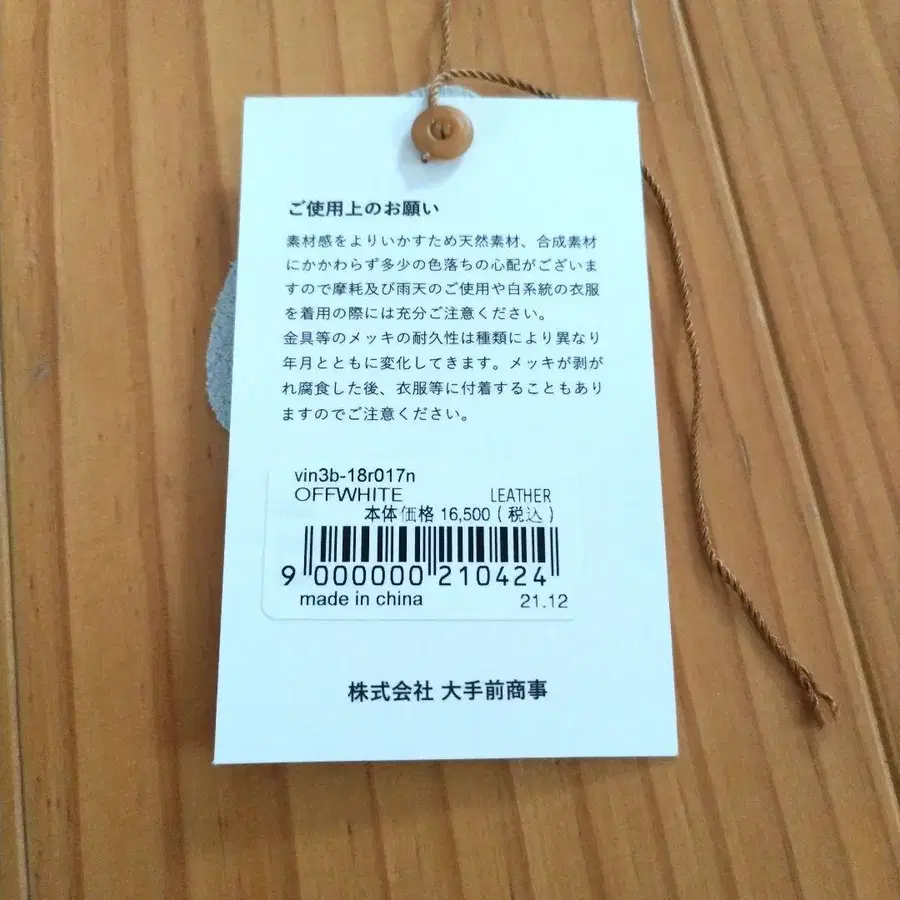 ご使用上のお願い
素材感をよりいかすため天然素材、合成素材
にかかわらず多少の色落ちの心配がございま
すので摩耗及び雨天のご使用や白系統の衣服
を着用の際には充分ご注意ください。
金具等のメッキの耐久性は種類により異なり
年月とともに変化してきます。メッキが剥が
れ腐食した後、衣服等に付着することもあり
ますのでご注意ください。
vin3b-18r017n
OFFWHITE LEATHER
本体価格 16,500 ( 税込 )
9 000000 210424
made in china 21.12
株式会社 大手前商事